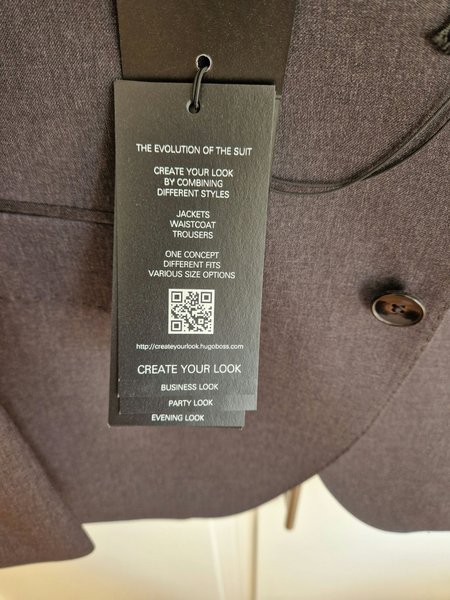 THE EVOLUTION OF THE SUIT
CREATE YOUR LOOK
BY COMBINING
DIFFERENT STYLES
JACKETS
WAISTCOAT
TROUSERS
ONE CONCEPT
DIFFERENT FITS
VARIOUS SIZE OPTIONS
http://createyourlook.hugoboss.com
CREATE YOUR LOOK
BUSINESS LOOK
PARTY LOOK
EVENING LOOK